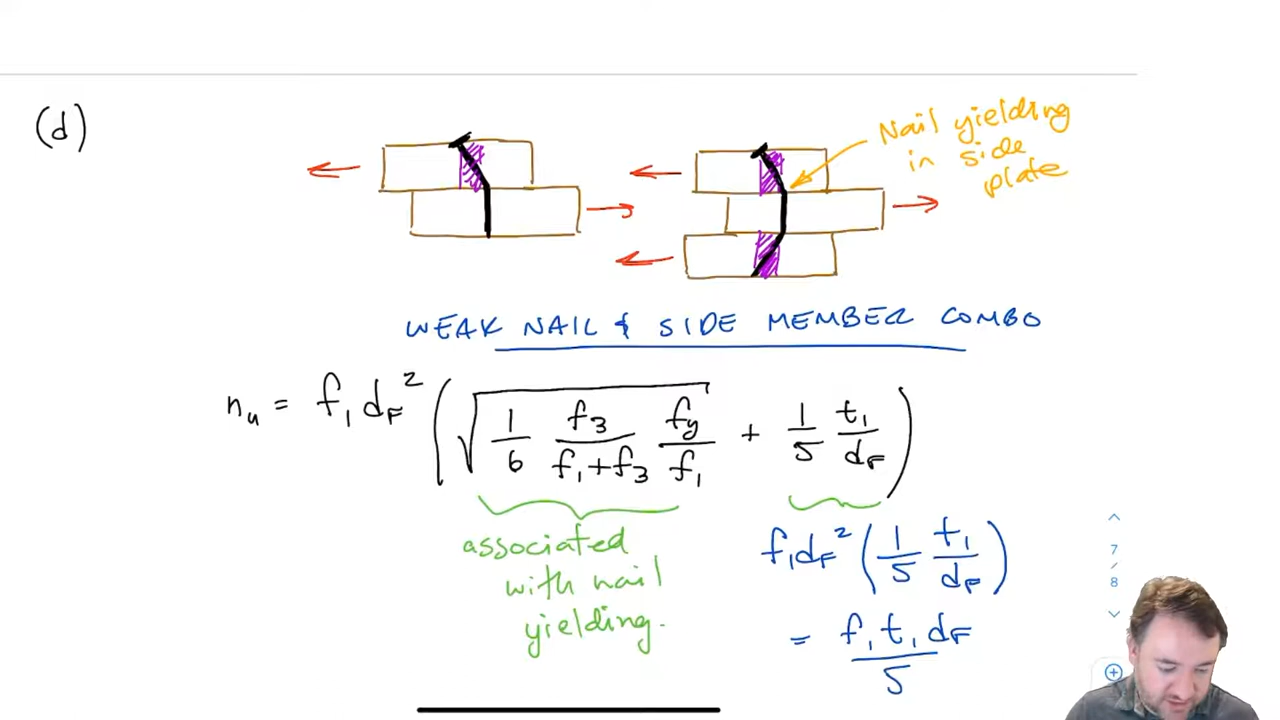 (d)
Nail yielding
in side
plate
WEAK NAIL & SIDE MEMBER COMBO
n_u = f_1 d_F^2 ( √(1/6 f_3/(f_1+f_3) f_y/f_1) + 1/5 t_1/d_F )
associated
with nail
yielding.
f_1 d_F^2 ( 1/5 t_1/d_F )
= f_1 t_1 d_F / 5
7
/
8